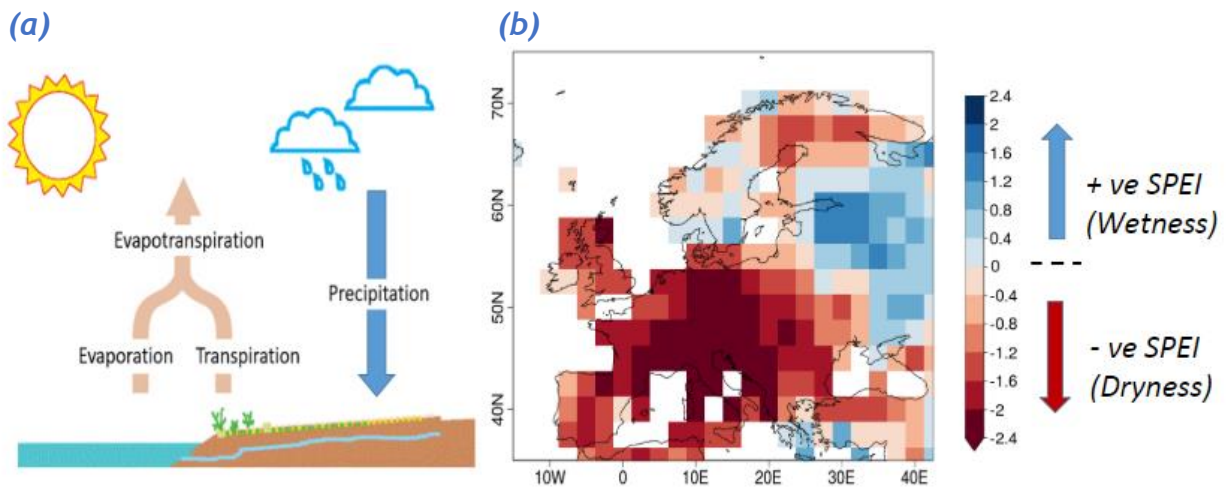 (a)
Evapotranspiration
Precipitation
Evaporation
Transpiration
(b)
70N
60N
50N
40N
10W
0
10E
20E
30E
40E
2.4
2
1.6
1.2
0.8
0.4
0
-0.4
-0.8
-1.2
-1.6
-2
-2.4
+ ve SPEI
(Wetness)
- ve SPEI
(Dryness)